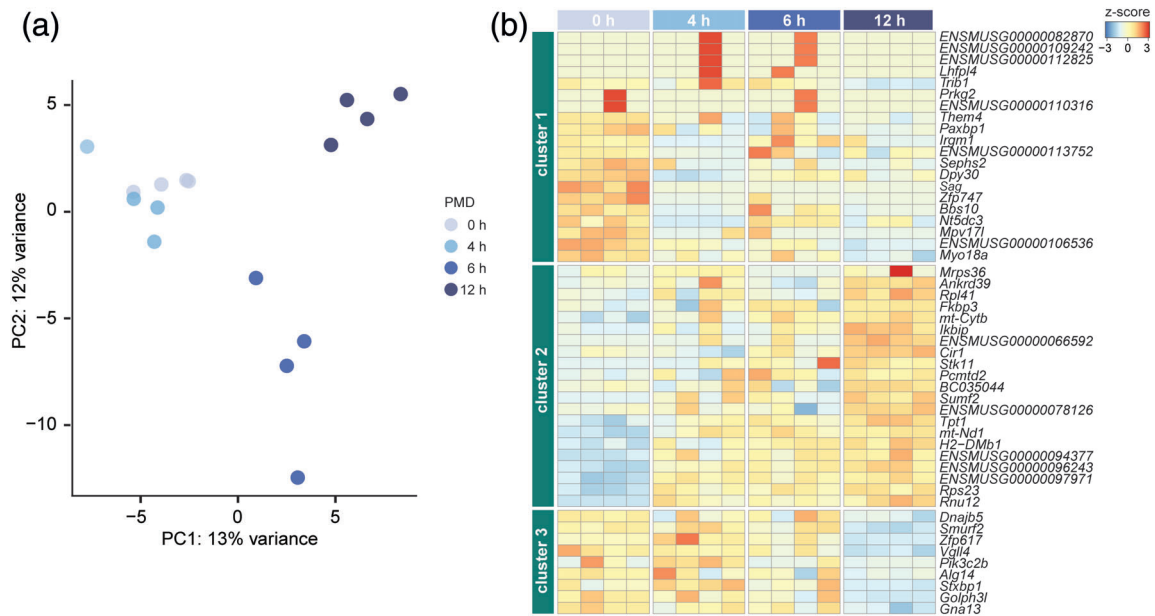 (a)
5
0
−5
−10
−5
0
5
PC2: 12% variance
PC1: 13% variance
PMD
0 h
4 h
6 h
12 h
(b)
0 h
4 h
6 h
12 h
z-score
−3
3
cluster 1
ENSMUSG00000082870
ENSMUSG00000109242
ENSMUSG00000112825
Lhfpl4
Trib1
Prkg2
ENSMUSG00000110316
Them4
Paxbp1
Irgm1
ENSMUSG00000113752
Sephs2
Dpy30
Sag
Zfp747
Bbs10
Nt5dc3
Mpv17l
ENSMUSG00000106536
Myo18a
cluster 2
Mrps36
Ankrd39
Rpl41
Fkbp3
mt-Cytb
Ikbip
ENSMUSG00000066592
Cir1
Stk11
Pcmtd2
BC035044
Sumf2
ENSMUSG00000078126
Tpt1
mt-Nd1
H2−DMb1
ENSMUSG00000094377
ENSMUSG00000096243
ENSMUSG00000097971
Rps23
Rnu12
cluster 3
Dnajb5
Smurf2
Zfp617
Vgll4
Pik3c2b
Alg14
Stxbp1
Golph3l
Gna13